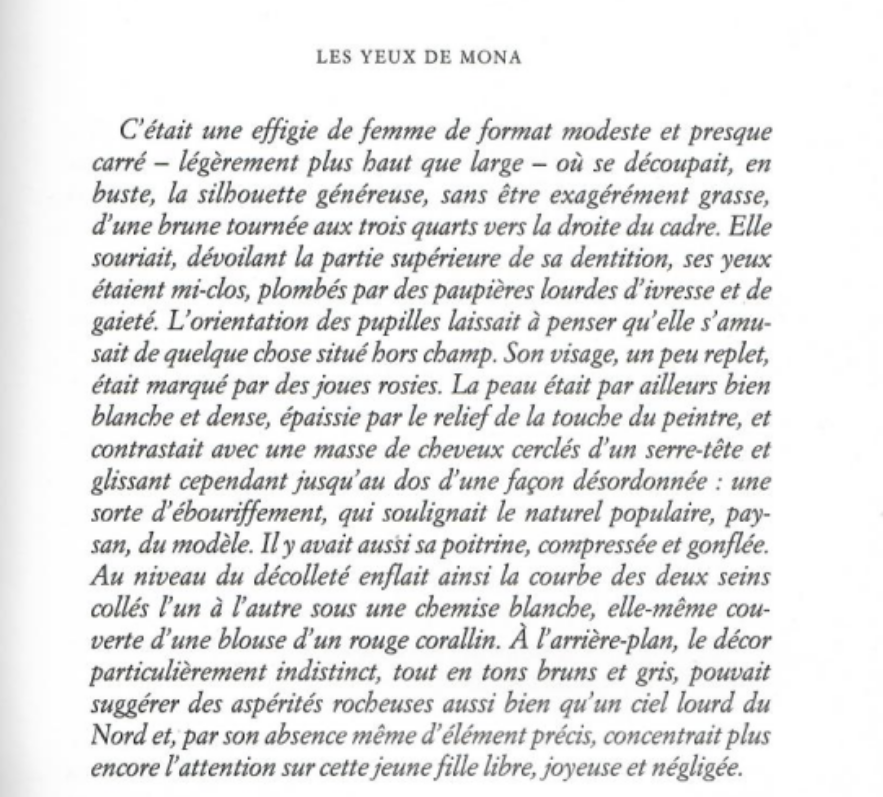 LES YEUX DE MONA
C'était une effigie de femme de format modeste et presque
carré – légèrement plus haut que large – où se découpait, en
buste, la silhouette généreuse, sans être exagérément grasse,
d'une brune tournée aux trois quarts vers la droite du cadre. Elle
souriait, dévoilant la partie supérieure de sa dentition, ses yeux
étaient mi-clos, plombés par des paupières lourdes d'ivresse et de
gaieté. L'orientation des pupilles laissait à penser qu'elle s'amu-
sait de quelque chose situé hors champ. Son visage, un peu replet,
était marqué par des joues rosies. La peau était par ailleurs bien
blanche et dense, épaissie par le relief de la touche du peintre, et
contrastait avec une masse de cheveux cerclés d'un serre-tête et
glissant cependant jusqu'au dos d'une façon désordonnée : une
sorte d'ébouriffement, qui soulignait le naturel populaire, pay-
san, du modèle. Il y avait aussi sa poitrine, compressée et gonflée.
Au niveau du décolleté enflait ainsi la courbe des deux seins
collés l'un à l'autre sous une chemise blanche, elle-même cou-
verte d'une blouse d'un rouge corallin. À l'arrière-plan, le décor
particulièrement indistinct, tout en tons bruns et gris, pouvait
suggérer des aspérités rocheuses aussi bien qu'un ciel lourd du
Nord et, par son absence même d'élément précis, concentrait plus
encore l'attention sur cette jeune fille libre, joyeuse et négligée.